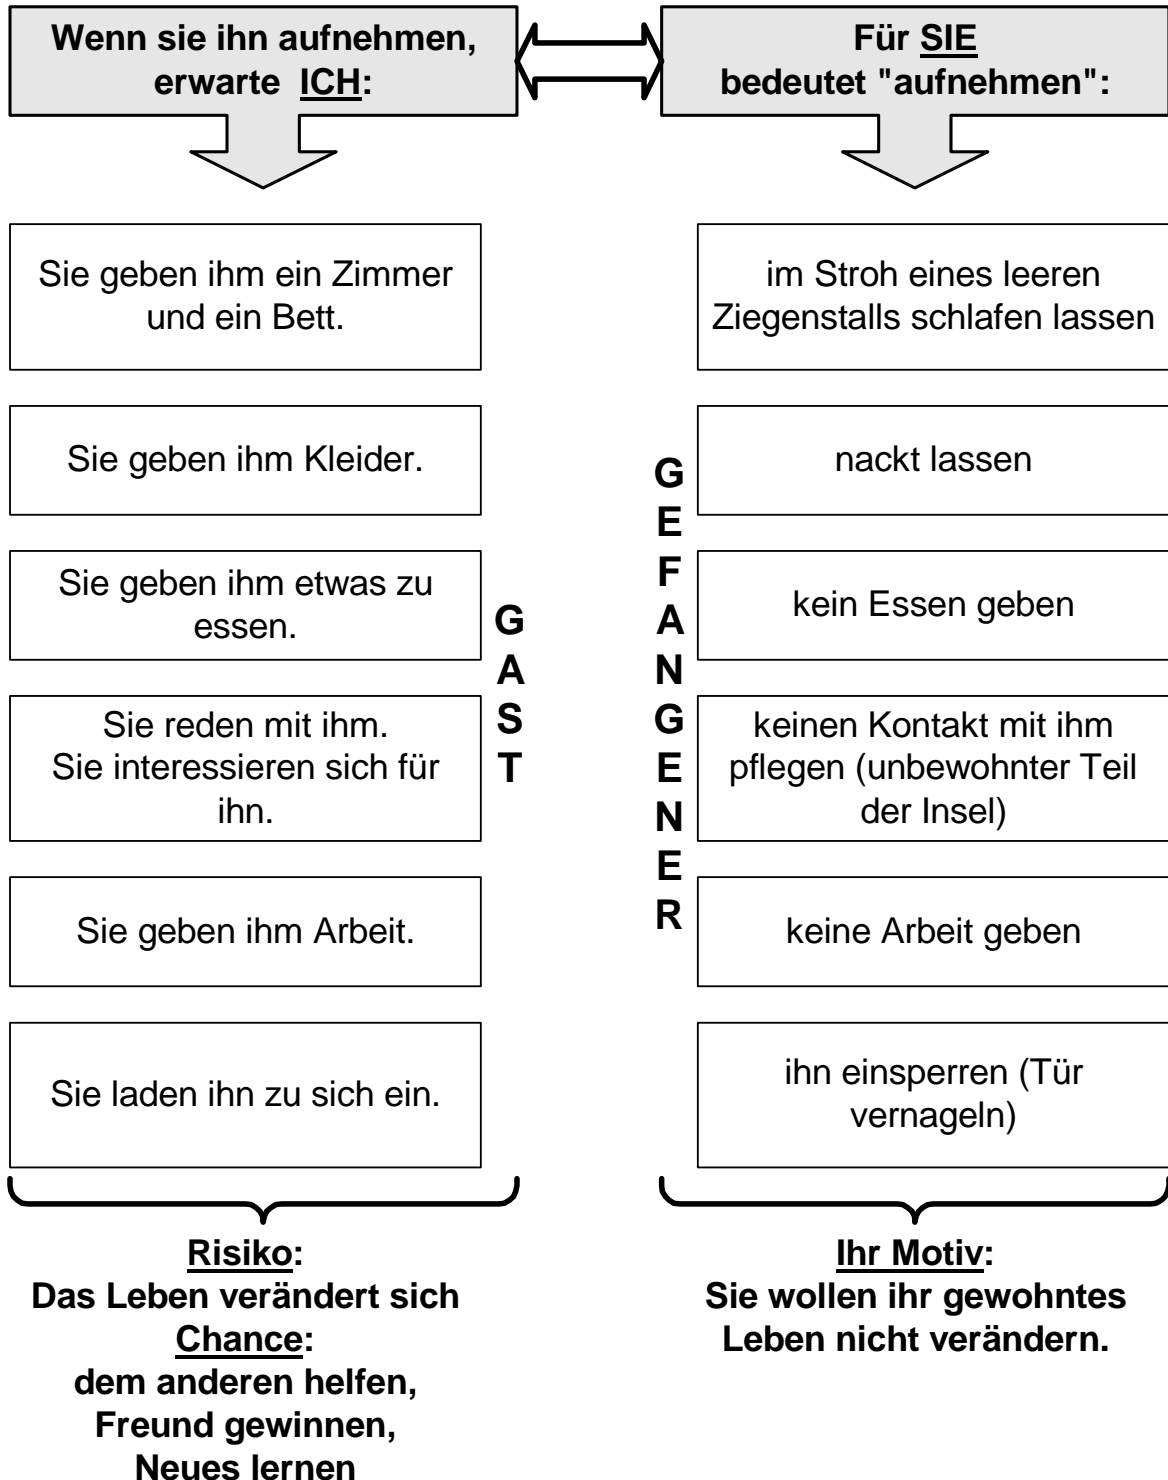 Wenn sie ihn aufnehmen,
erwarte ICH:
Sie geben ihm ein Zimmer
und ein Bett.
Sie geben ihm Kleider.
Sie geben ihm etwas zu
essen.
Sie reden mit ihm.
Sie interessieren sich für
ihn.
Sie geben ihm Arbeit.
Sie laden ihn zu sich ein.
GAST
Risiko:
Das Leben verändert sich
Chance:
dem anderen helfen,
Freund gewinnen,
Neues lernen
Für SIE
bedeutet "aufnehmen":
im Stroh eines leeren
Ziegenstalls schlafen lassen
nackt lassen
kein Essen geben
keinen Kontakt mit ihm
pflegen (unbewohnter Teil
der Insel)
keine Arbeit geben
ihn einsperren (Tür
vernageln)
GEFANGENER
Ihr Motiv:
Sie wollen ihr gewohntes
Leben nicht verändern.